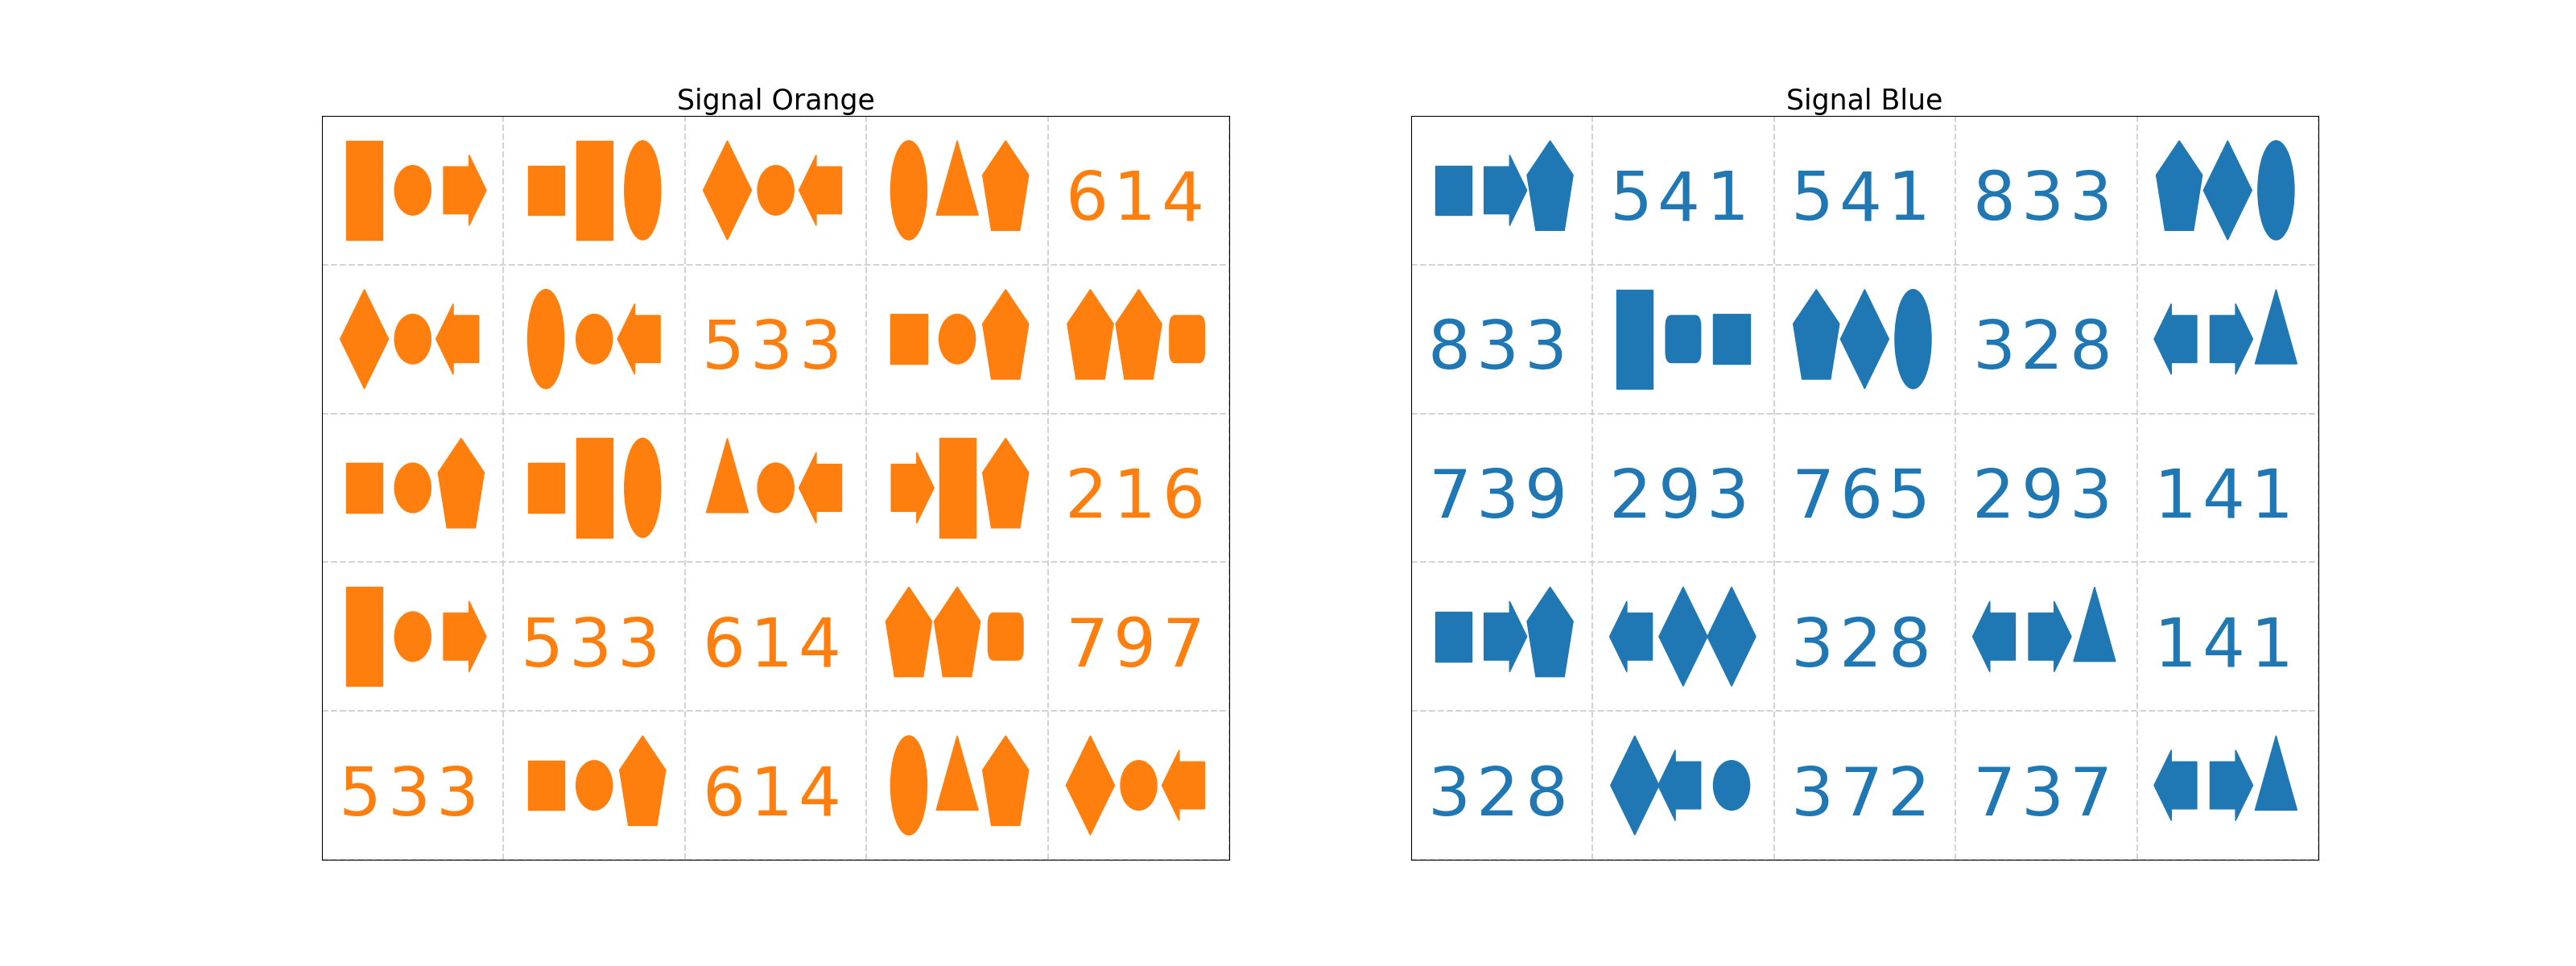 Signal Orange
614
533
216
533 614 797
533 614
Signal Blue
541 541 833
833 328
739 293 765 293 141
328 141
328 372 737